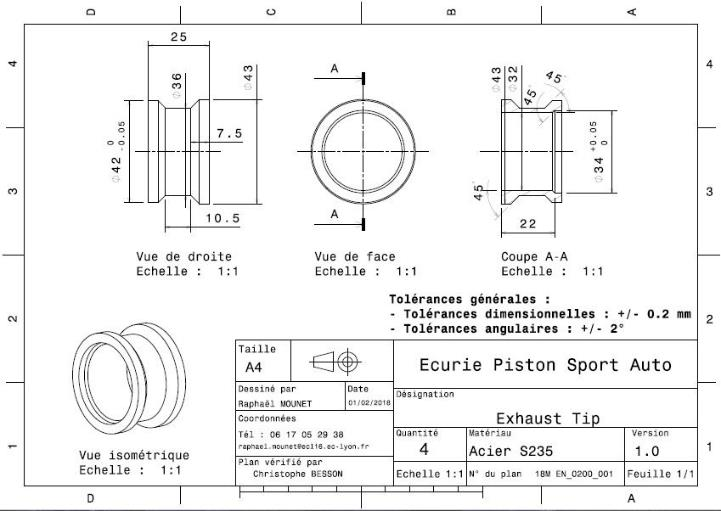 D C B A
4 4
3 3
2 2
1 1
25
⌀36
⌀43
7.5
⌀42 0 -0.05
10.5
Vue de droite
Echelle : 1:1
A
A
Vue de face
Echelle : 1:1
⌀43
⌀32
45°
45°
45°
⌀34 +0.05 0
22
Coupe A-A
Echelle : 1:1
Tolérances générales :
- Tolérances dimensionnelles : +/- 0.2 mm
- Tolérances angulaires : +/- 2°
Vue isométrique
Echelle : 1:1
Taille
A4
Dessiné par
Raphaël MOUNET
Date
01/02/2018
Coordonnées
Tél : 06 17 05 29 38
raphael.mounet@ecl16.ec-lyon.fr
Plan vérifié par
Christophe BESSON
Ecurie Piston Sport Auto
Désignation
Exhaust Tip
Quantité
4
Matériau
Acier S235
Version
1.0
Echelle 1:1
N° du plan 18M EN_0200_001
Feuille 1/1
D A